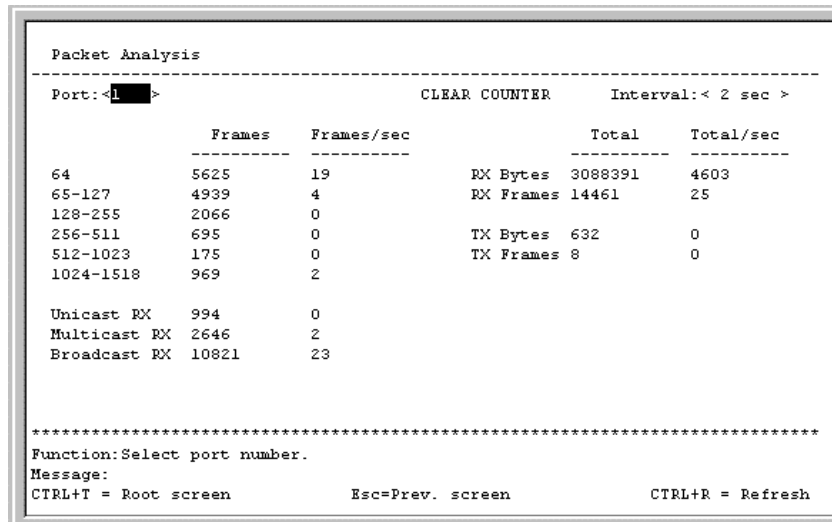 Packet Analysis
--------------------------------------------------------------------------------
Port:<1   > CLEAR COUNTER Interval:< 2 sec >
Frames Frames/sec Total Total/sec
---------- ---------- ---------- ----------
64 5625 19 RX Bytes 3088391 4603
65-127 4939 4 RX Frames 14461 25
128-255 2066 0
256-511 695 0 TX Bytes 632 0
512-1023 175 0 TX Frames 8 0
1024-1518 969 2
Unicast RX 994 0
Multicast RX 2646 2
Broadcast RX 10821 23
********************************************************************************
Function:Select port number.
Message:
CTRL+T = Root screen Esc=Prev. screen CTRL+R = Refresh